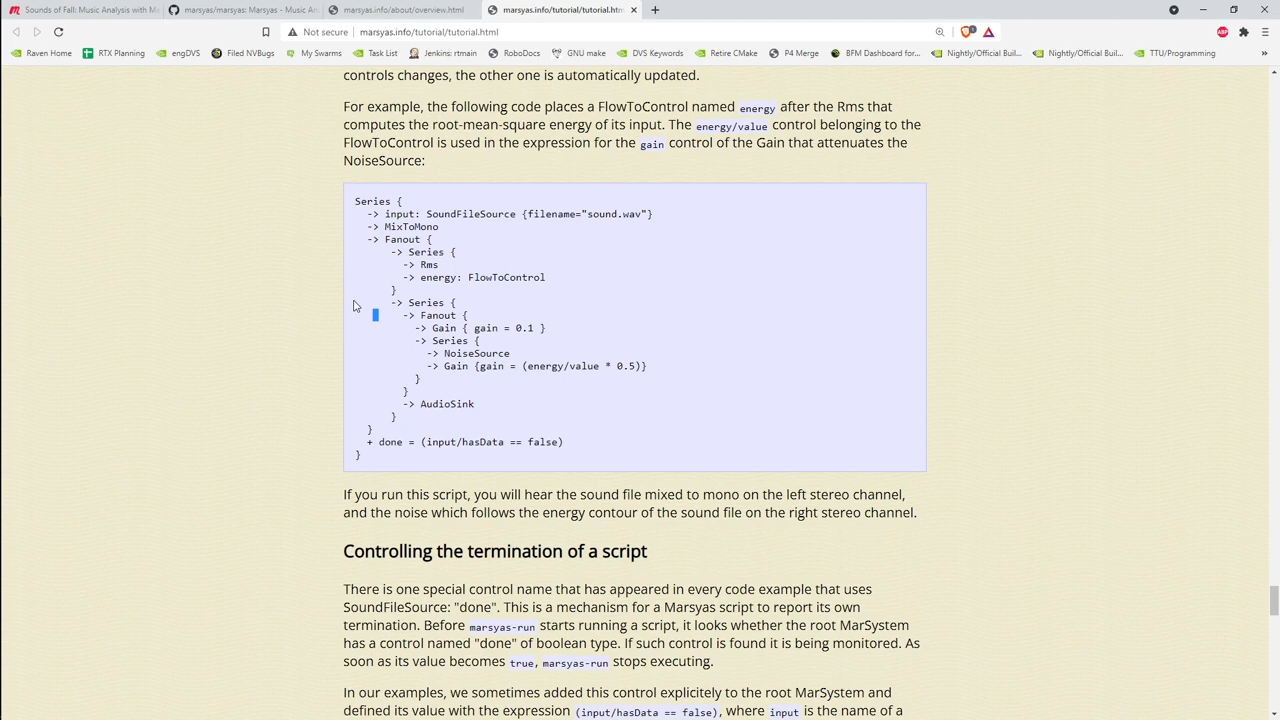 Sounds of Fall: Music Analysis with M
marsyas/marsyas: Marsyas - Music An
marsyas.info/about/overview.html
marsyas.info/tutorial/tutorial.htm
Not secure
marsyas.info/tutorial/tutorial.html
Raven Home
RTX Planning
engDVS
Filed NVBugs
My Swarms
Task List
Jenkins: rtmain
RoboDocs
GNU make
DVS Keywords
Retire CMake
P4 Merge
BFM Dashboard for...
Nightly/Official Buil...
Nightly/Official Buil...
TTU/Programming
controls changes, the other one is automatically updated.
For example, the following code places a FlowToControl named energy after the Rms that
computes the root-mean-square energy of its input. The energy/value control belonging to the
FlowToControl is used in the expression for the gain control of the Gain that attenuates the
NoiseSource:
Series {
-> input: SoundFileSource {filename="sound.wav"}
-> MixToMono
-> Fanout {
-> Series {
-> Rms
-> energy: FlowToControl
}
-> Series {
-> Fanout {
-> Gain { gain = 0.1 }
-> Series {
-> NoiseSource
-> Gain {gain = (energy/value * 0.5)}
}
}
-> AudioSink
}
}
+ done = (input/hasData == false)
}
If you run this script, you will hear the sound file mixed to mono on the left stereo channel,
and the noise which follows the energy contour of the sound file on the right stereo channel.
Controlling the termination of a script
There is one special control name that has appeared in every code example that uses
SoundFileSource: "done". This is a mechanism for a Marsyas script to report its own
termination. Before marsyas-run starts running a script, it looks whether the root MarSystem
has a control named "done" of boolean type. If such control is found it is being monitored. As
soon as its value becomes true, marsyas-run stops executing.
In our examples, we sometimes added this control explicitely to the root MarSystem and
defined its value with the expression (input/hasData == false), where input is the name of a